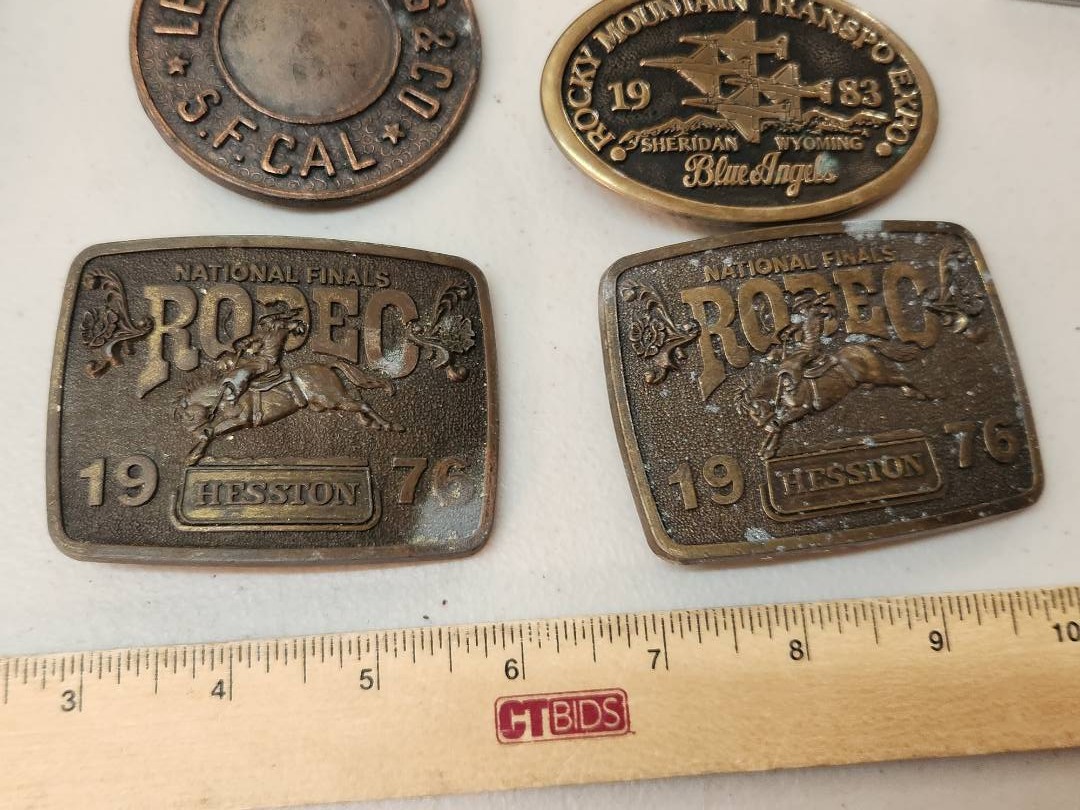 S.F. CAL
& CO
ROCKY MOUNTAIN TRANSPO EXPO
19 83
SHERIDAN WYOMING
Blue Angels
NATIONAL FINALS
RODEO
19 76
HESSTON
NATIONAL FINALS
RODEO
19 76
HESSTON
3 4 5 6 7 8 9 10
CTBIDS